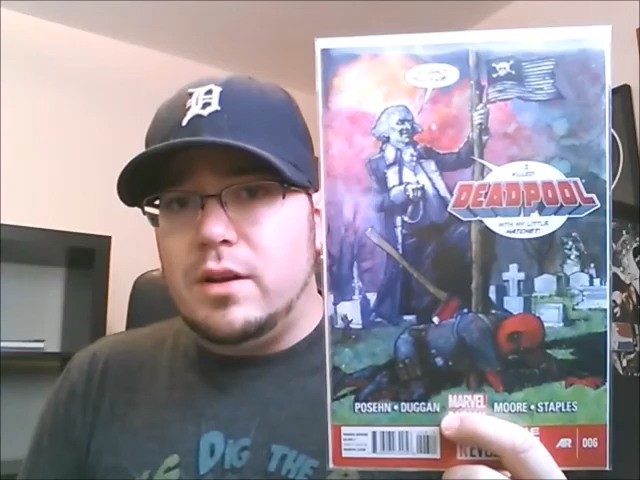 D
I
KILLED
DEADPOOL
WITH MY LITTLE
HATCHET!
POSEHN • DUGGAN MARVEL MOORE • STAPLES
AR 006
DIG THE